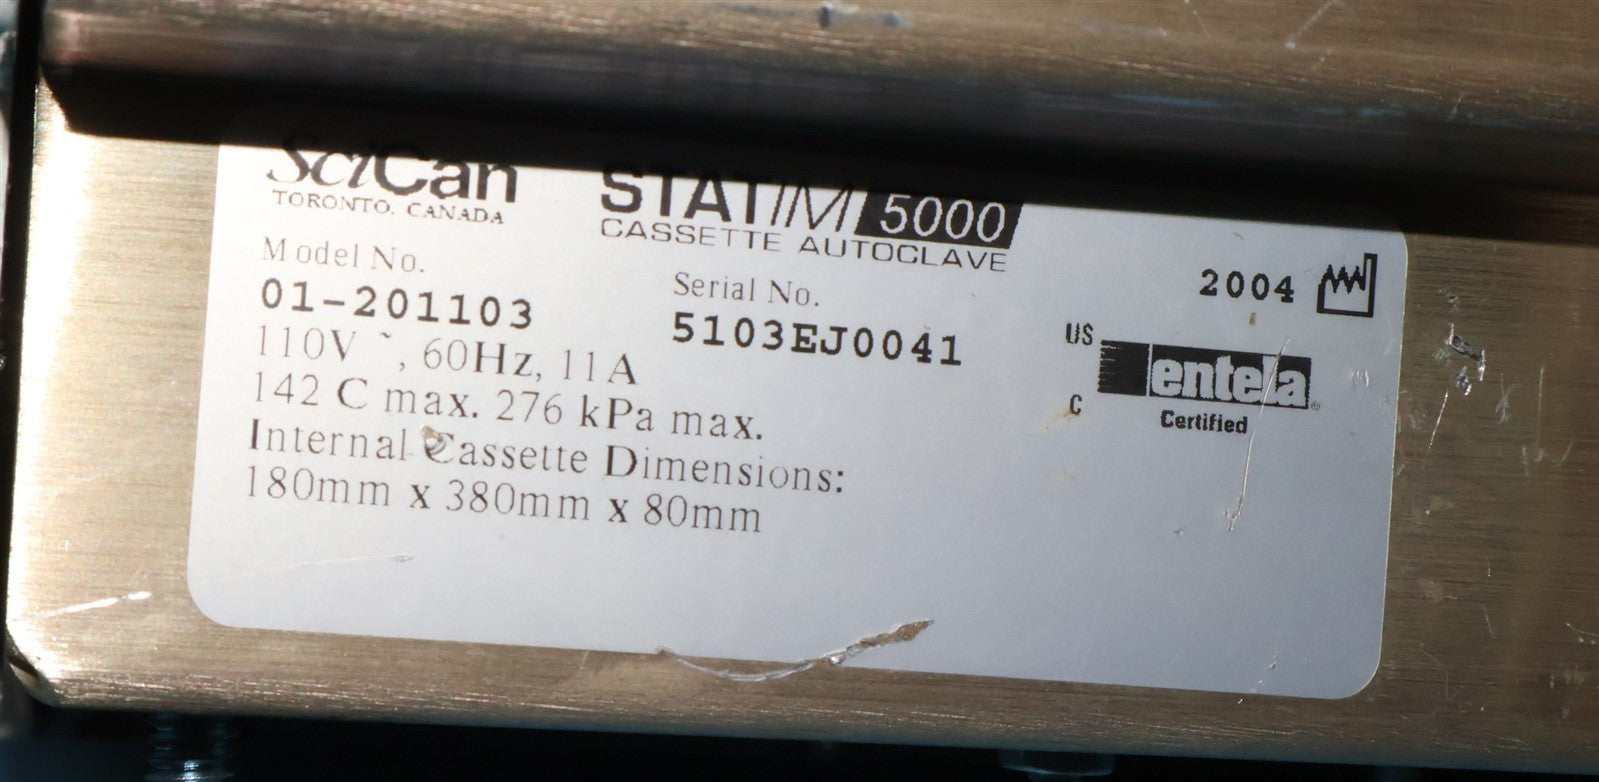 SciCan
TORONTO, CANADA
STATIM 5000
CASSETTE AUTOCLAVE
Model No.
01-201103
Serial No.
5103EJ0041
2004
110V ~, 60Hz, 11A
142 C max. 276 kPa max.
Internal Cassette Dimensions:
180mm x 380mm x 80mm
US
C
entela
Certified